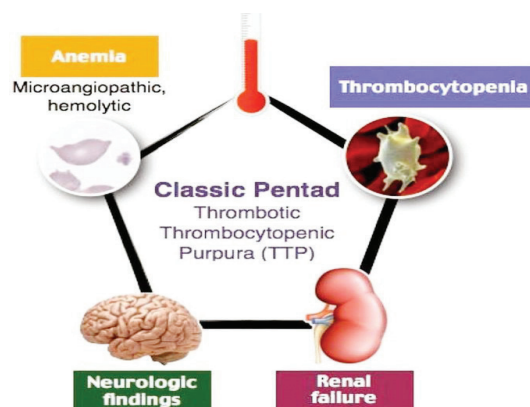 Anemia
Microangiopathic,
hemolytic
Thrombocytopenia
Classic Pentad
Thrombotic
Thrombocytopenic
Purpura (TTP)
Neurologic
findings
Renal
failure